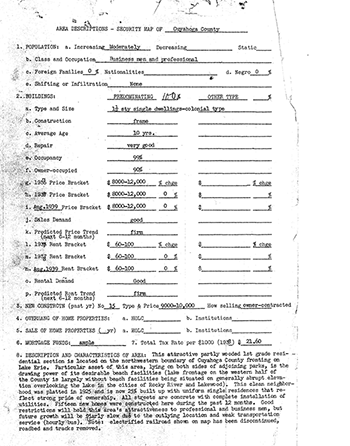 AREA DESCRIPTIONS - SECURITY MAP OF Cuyahoga County
1. POPULATION: a. Increasing Moderately Decreasing Static
b. Class and Occupation Business men and professional
c. Foreign Families 0 % Nationalities d. Negro 0 %
e. Shifting or Infiltration None
2. BUILDINGS: PREDOMINATING 100 % OTHER TYPE %
a. Type and Size 1½ sty single dwellings-colonial type
b. Construction frame
c. Average Age 10 yrs.
d. Repair very good
e. Occupancy 99%
f. Owner-occupied 90%
g. Price Bracket $ 8000-12,000 % chge $ % chge
h. Price Bracket $ 8000-12,000 0 % $ %
i. Aug.1939 Price Bracket $ 8000-12,000 0 % $ %
j. Sales Demand good
k. Predicted Price Trend firm
(next 6-12 months)
l. Rent Bracket $ 60-100 % chge $ % chge
m. Rent Bracket $ 60-100 0 % $ %
n. Aug.1939 Rent Bracket $ 60-100 0 % $ %
o. Rental Demand Good
p. Predicted Rent Trend firm
(next 6-12 months)
3. NEW CONSTRCTN (past yr) No. 15 Type & Price 9000-10,000 How selling owner-contracted
4. OVERHANG OF HOME PROPERTIES: a. HOLC b. Institutions
5. SALE OF HOME PROPERTIES ( yr) a. HOLC b. Institutions
6. MORTGAGE FUNDS: ample 7. Total Tax Rate per $1000 (193 ) $ 21.60
8. DESCRIPTION AND CHARACTERISTICS OF AREA: This attractive partly wooded 1st grade resi-
dential section is located on the northwestern boundary of Cuyahoga County fronting on
Lake Erie. Particular asset of this area, lying on both sides of adjoining parks, is the
drawing power of its desirable beach facilities (lake frontage on the western half of
the County is largely without beach facilities being situated on generally abrupt eleva-
tion overlooking the lake in the cities of Rocky River and Lakewood). This clean neighbor-
hood was platted in 1925 and is now 25% built up with uniform single residences that re-
flect strong pride of ownership. All streets are concrete with complete installation of
utilities. Fifteen new homes were constructed during the past 12 months. Good
restrictions will hold this area's attractiveness to professional and business men, but
future growth will be fairly slow due to the outlying location and weak transportation
service (hourly bus). Note: electrified railroad shown on map has been discontinued,
roadbed and tracks removed.